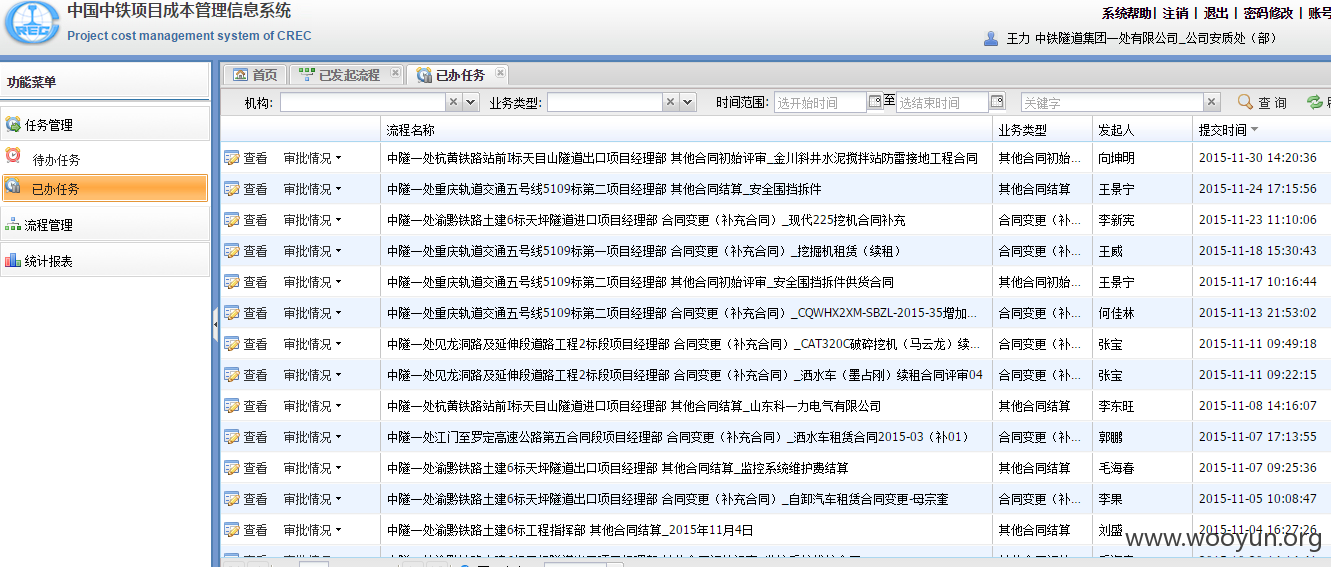 中国中铁项目成本管理信息系统
Project cost management system of CREC
系统帮助| 注销 | 退出 | 密码修改 | 账号
王力 中铁隧道集团一处有限公司_公司安质处（部）
功能菜单
任务管理
待办任务
已办任务
流程管理
统计报表
首页 已发起流程 已办任务
机构: 业务类型: 时间范围: 选开始时间 至 选结束时间 关键字 查 询
流程名称 业务类型 发起人 提交时间
查看 审批情况 中隧一处杭黄铁路站前Ⅰ标天目山隧道出口项目经理部 其他合同初始评审_金川斜井水泥搅拌站防雷接地工程合同 其他合同初始... 向坤明 2015-11-30 14:20:36
查看 审批情况 中隧一处重庆轨道交通五号线5109标第二项目经理部 其他合同结算_安全围挡拆件 其他合同结算 王景宁 2015-11-24 17:15:56
查看 审批情况 中隧一处渝黔铁路土建6标天坪隧道进口项目经理部 合同变更（补充合同）_现代225挖机合同补充 合同变更（补... 李新宪 2015-11-23 11:10:06
查看 审批情况 中隧一处重庆轨道交通五号线5109标第一项目经理部 合同变更（补充合同）_挖掘机租赁（续租） 合同变更（补... 王威 2015-11-18 15:30:43
查看 审批情况 中隧一处重庆轨道交通五号线5109标第二项目经理部 其他合同初始评审_安全围挡拆件供货合同 其他合同初始... 王景宁 2015-11-17 10:16:44
查看 审批情况 中隧一处重庆轨道交通五号线5109标第二项目经理部 合同变更（补充合同）_CQWHX2XM-SBZL-2015-35增加... 合同变更（补... 何佳林 2015-11-13 21:53:02
查看 审批情况 中隧一处见龙洞路及延伸段道路工程2标段项目经理部 合同变更（补充合同）_CAT320C破碎挖机（马云龙）续... 合同变更（补... 张宝 2015-11-11 09:49:18
查看 审批情况 中隧一处见龙洞路及延伸段道路工程2标段项目经理部 合同变更（补充合同）_洒水车（墨占刚）续租合同评审04 合同变更（补... 张宝 2015-11-11 09:22:15
查看 审批情况 中隧一处杭黄铁路站前Ⅰ标天目山隧道进口项目经理部 其他合同结算_山东科一力电气有限公司 其他合同结算 李东旺 2015-11-08 14:16:07
查看 审批情况 中隧一处江门至罗定高速公路第五合同段项目经理部 合同变更（补充合同）_洒水车租赁合同2015-03（补01） 合同变更（补... 郭鹏 2015-11-07 17:13:55
查看 审批情况 中隧一处渝黔铁路土建6标天坪隧道出口项目经理部 其他合同结算_监控系统维护费结算 其他合同结算 毛海春 2015-11-07 09:25:36
查看 审批情况 中隧一处渝黔铁路土建6标天坪隧道出口项目经理部 合同变更（补充合同）_自卸汽车租赁合同变更-母宗奎 合同变更（补... 李果 2015-11-05 10:08:47
查看 审批情况 中隧一处渝黔铁路土建6标工程指挥部 其他合同结算_2015年11月4日 其他合同结算 刘盛 2015-11-04 16:27:26
www.wooyun.org